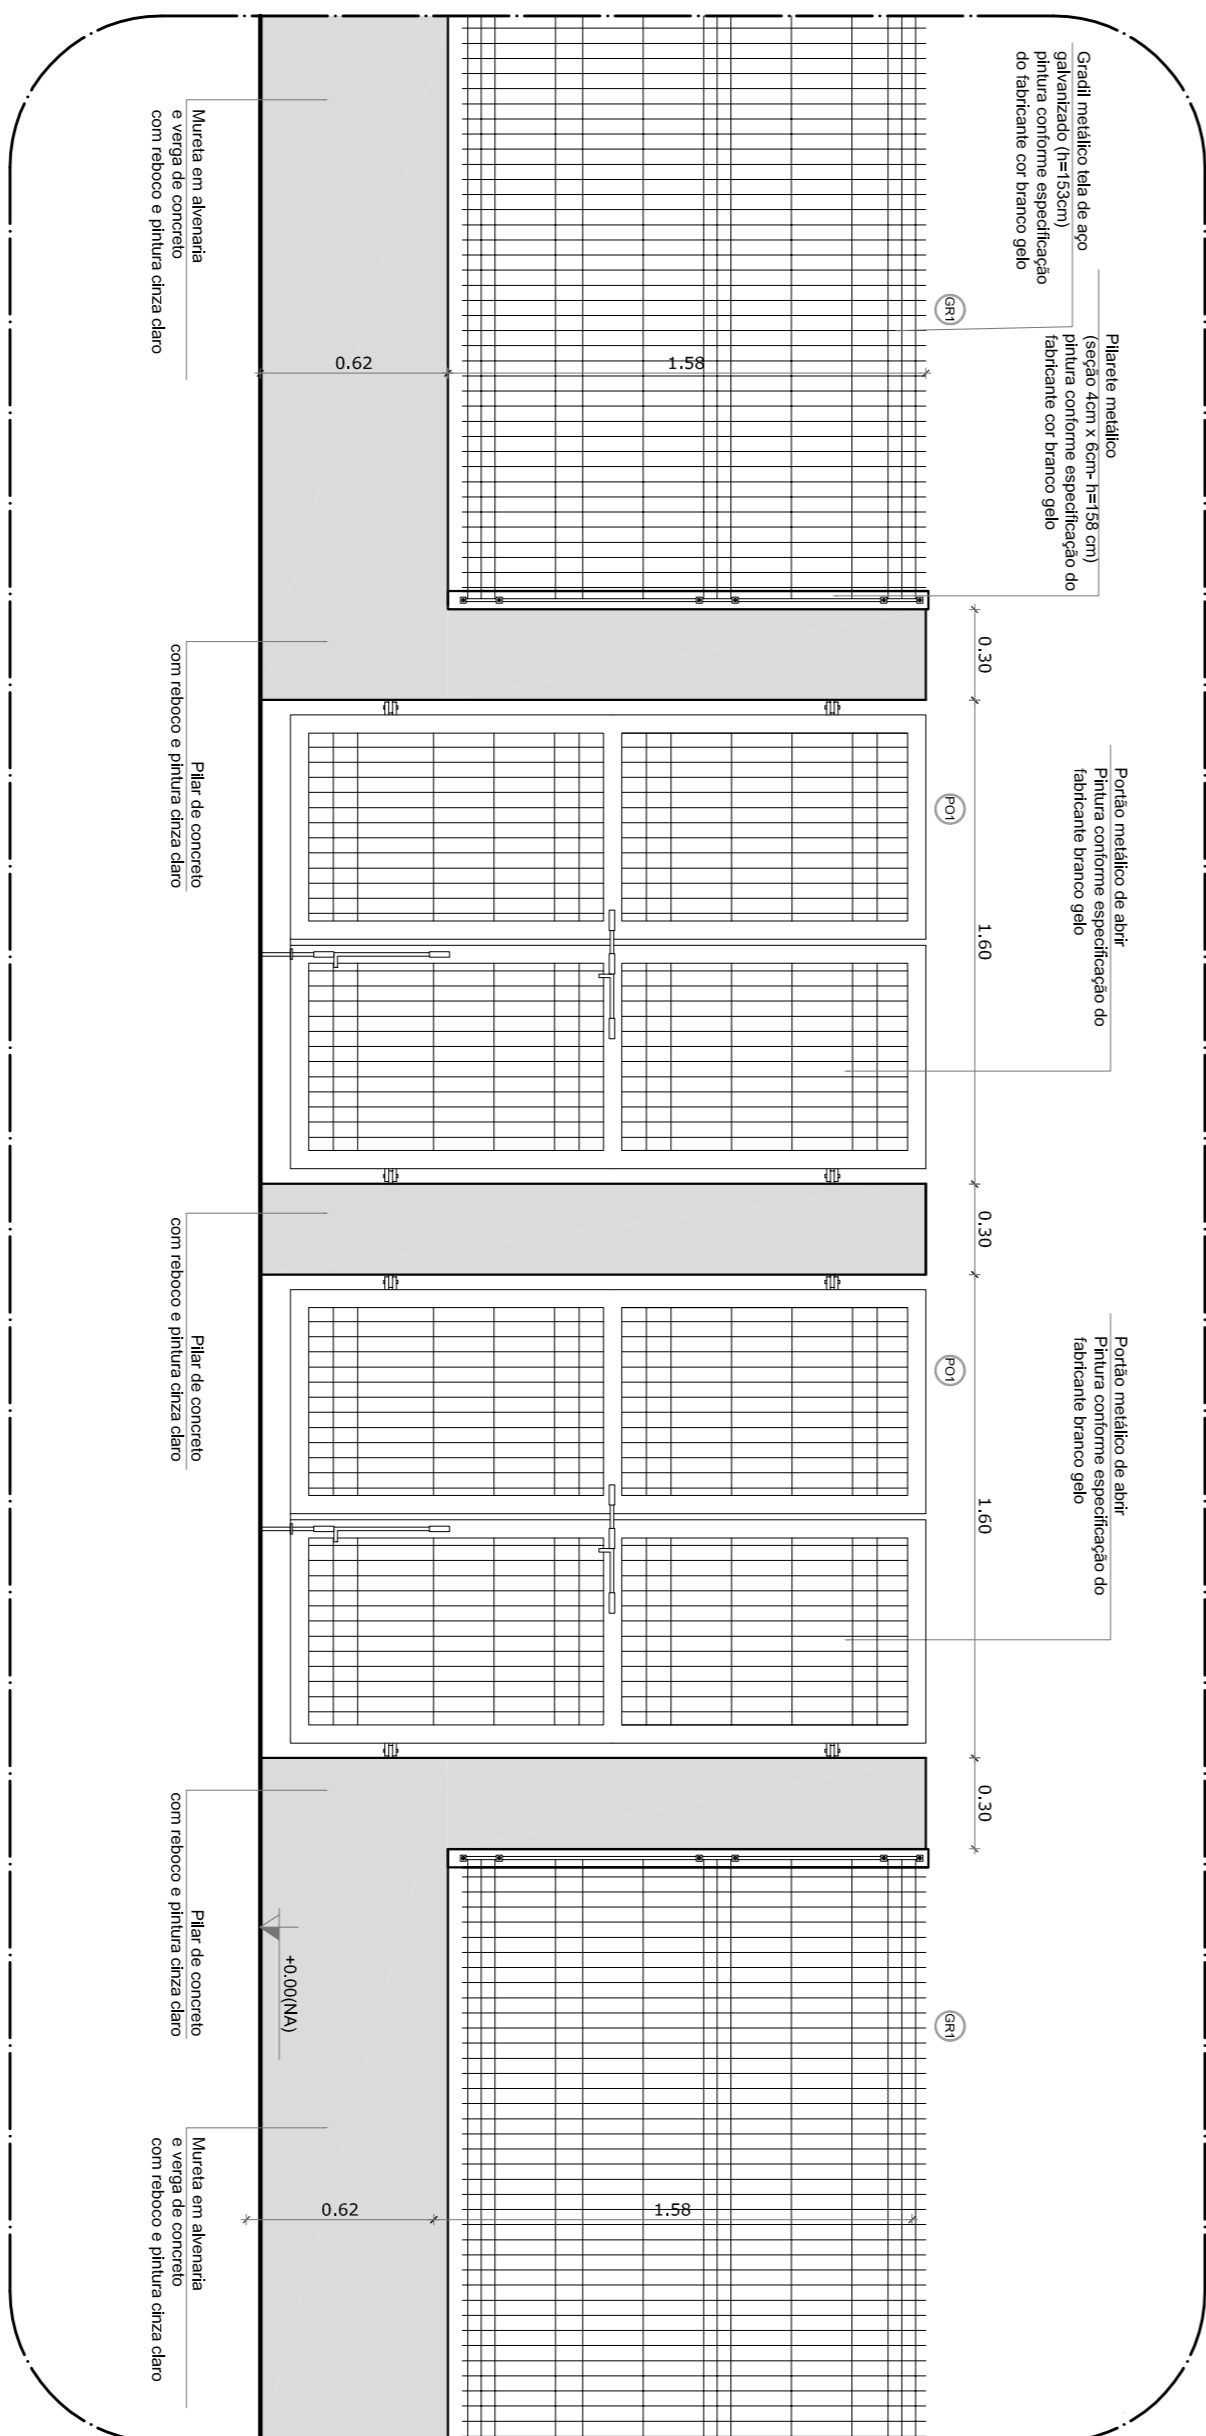 Gradil metálico tela de aço
galvanizado (h=153cm)
pintura conforme especificação
do fabricante cor branco gelo
Pilarete metálico
(seção 4cm x 6cm- h=158 cm)
pintura conforme especificação do
fabricante cor branco gelo
Portão metálico de abrir
Pintura conforme especificação do
fabricante branco gelo
Portão metálico de abrir
Pintura conforme especificação do
fabricante branco gelo
0.30
1.60
0.30
1.60
0.30
GR1
PO1
PO1
GR1
1.58
0.62
1.58
0.62
+0.00(NA)
Mureta em alvenaria
e verga de concreto
com reboco e pintura cinza claro
Pilar de concreto
com reboco e pintura cinza claro
Pilar de concreto
com reboco e pintura cinza claro
Pilar de concreto
com reboco e pintura cinza claro
Mureta em alvenaria
e verga de concreto
com reboco e pintura cinza claro